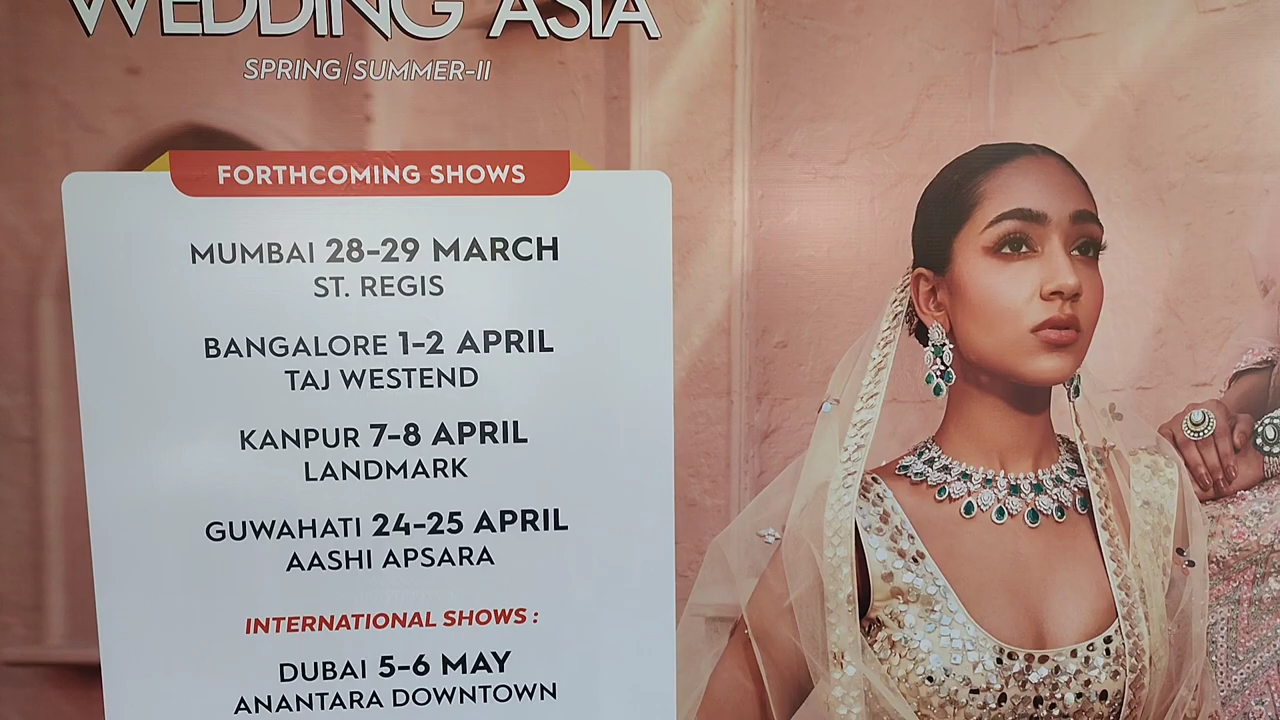 WEDDING ASIA
SPRING/SUMMER-II
FORTHCOMING SHOWS
MUMBAI 28-29 MARCH
ST. REGIS
BANGALORE 1-2 APRIL
TAJ WESTEND
KANPUR 7-8 APRIL
LANDMARK
GUWAHATI 24-25 APRIL
AASHI APSARA
INTERNATIONAL SHOWS :
DUBAI 5-6 MAY
ANANTARA DOWNTOWN